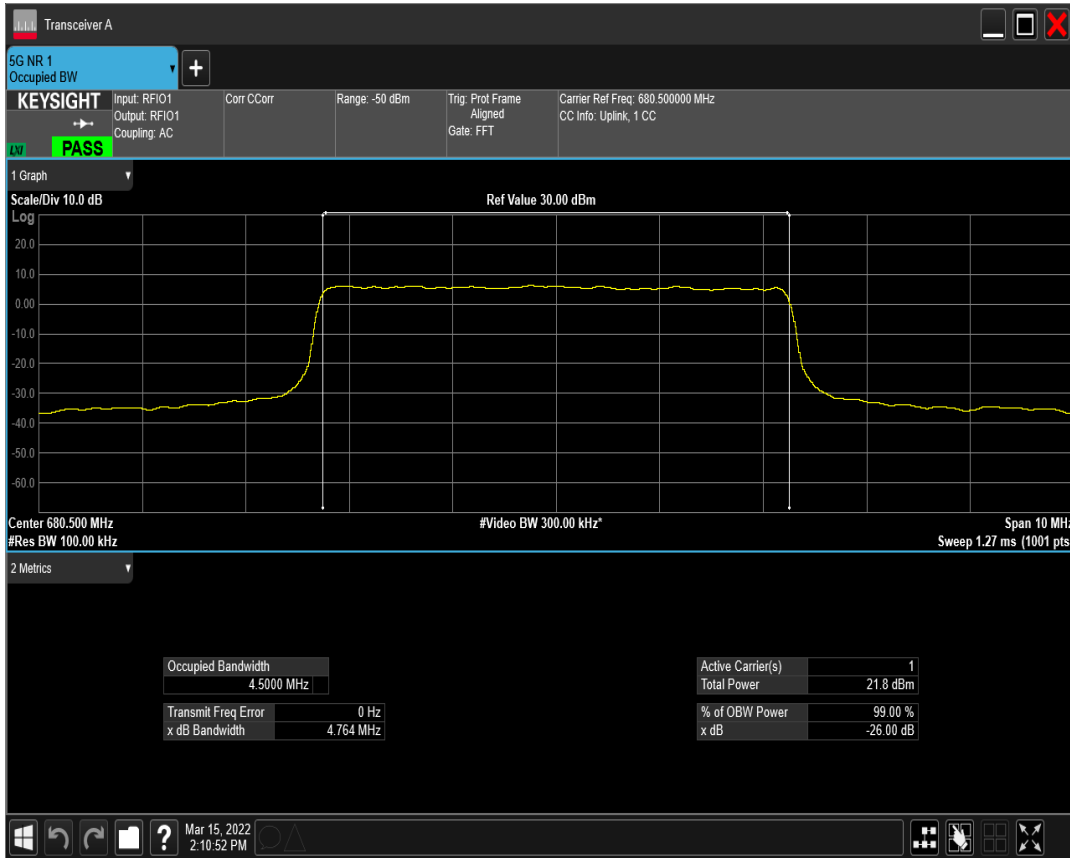 Transceiver A
5G NR 1
Occupied BW
+
KEYSIGHT
LXI
PASS
Input: RFIO1
Output: RFIO1
Coupling: AC
Corr CCorr
Range: -50 dBm
Trig: Prot Frame
Aligned
Gate: FFT
Carrier Ref Freq: 680.500000 MHz
CC Info: Uplink, 1 CC
1 Graph
Scale/Div 10.0 dB
Ref Value 30.00 dBm
Log
20.0
10.0
0.00
-10.0
-20.0
-30.0
-40.0
-50.0
-60.0
Center 680.500 MHz
#Video BW 300.00 kHz*
Span 10 MHz
#Res BW 100.00 kHz
Sweep 1.27 ms (1001 pts
2 Metrics
Occupied Bandwidth
4.5000 MHz
Transmit Freq Error 0 Hz
x dB Bandwidth 4.764 MHz
Active Carrier(s) 1
Total Power 21.8 dBm
% of OBW Power 99.00 %
x dB -26.00 dB
?
Mar 15, 2022
2:10:52 PM